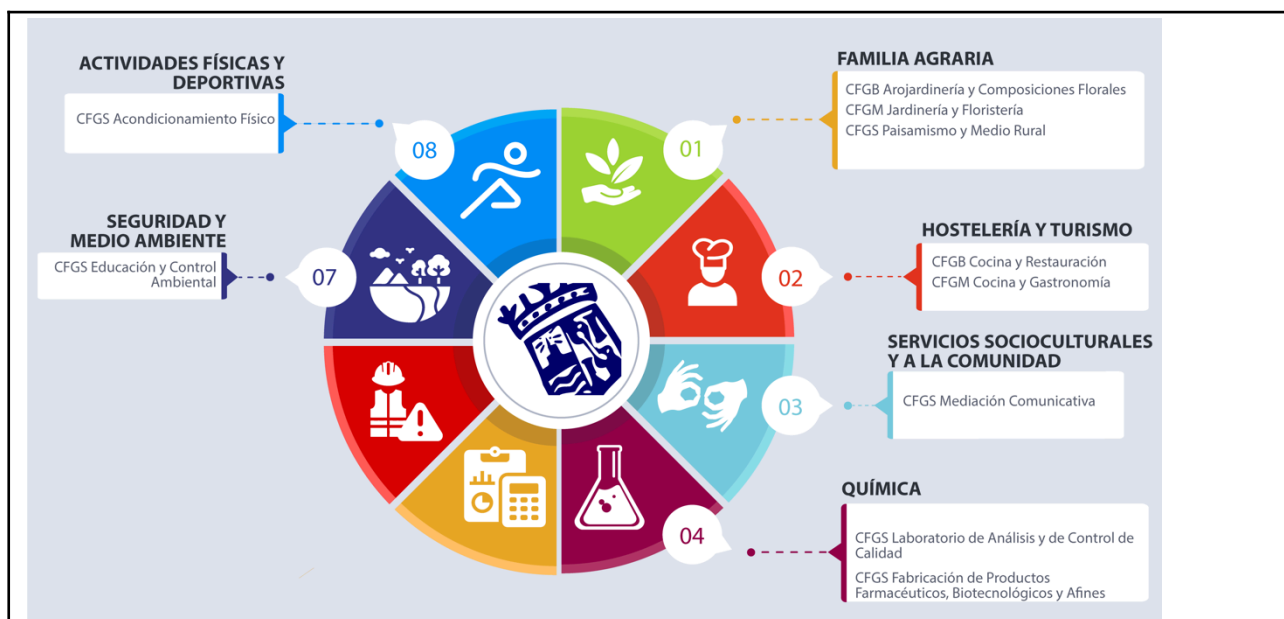 ACTIVIDADES FÍSICAS Y
DEPORTIVAS
CFGS Acondicionamiento Físico
08
FAMILIA AGRARIA
CFGB Arojardinería y Composiciones Florales
CFGM Jardinería y Floristería
CFGS Paisamismo y Medio Rural
01
SEGURIDAD Y
MEDIO AMBIENTE
CFGS Educación y Control
Ambiental
07
HOSTELERÍA Y TURISMO
CFGB Cocina y Restauración
CFGM Cocina y Gastronomía
02
SERVICIOS SOCIOCULTURALES
Y A LA COMUNIDAD
CFGS Mediación Comunicativa
03
QUÍMICA
CFGS Laboratorio de Análisis y de Control de
Calidad
CFGS Fabricación de Productos
Farmacéuticos, Biotecnológicos y Afines
04